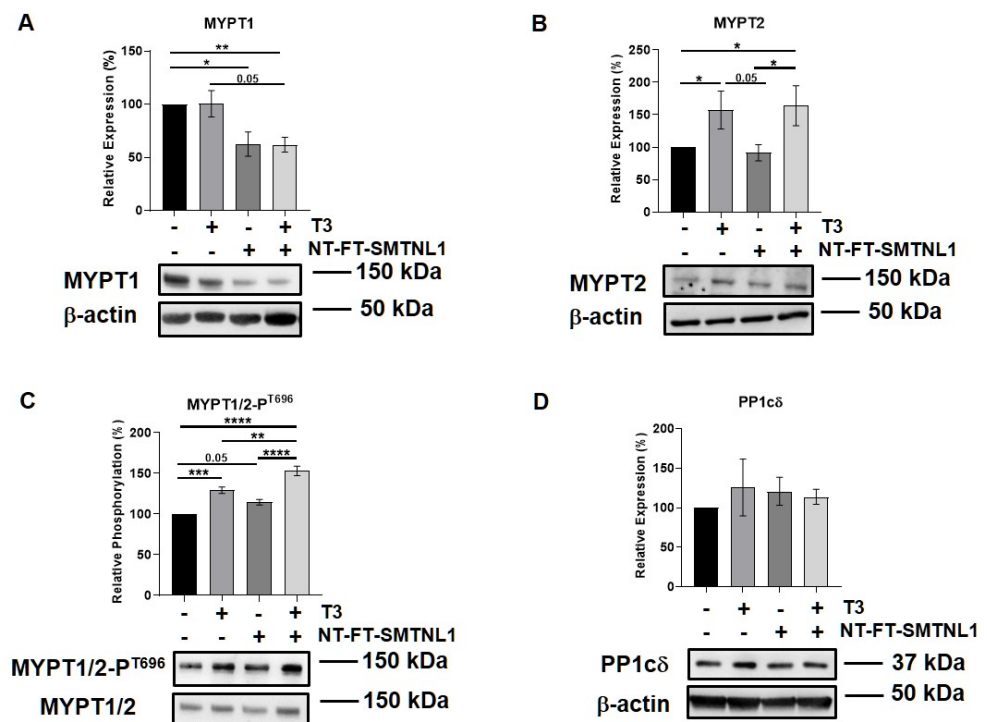 A
MYPT1
Relative Expression (%)
150
100
50
0
**
*
0.05
- + - + T3
- - + + NT-FT-SMTNL1
MYPT1
150 kDa
β-actin
50 kDa
B
MYPT2
Relative Expression (%)
250
200
150
100
50
0
*
* 0.05 *
- + - + T3
- - + + NT-FT-SMTNL1
MYPT2
150 kDa
β-actin
50 kDa
C
MYPT1/2-PT696
Relative Phosphorylation (%)
200
150
100
50
0
****
**
0.05 ****
***
- + - + T3
- - + + NT-FT-SMTNL1
MYPT1/2-PT696
150 kDa
MYPT1/2
150 kDa
D
PP1cδ
Relative Expression (%)
200
150
100
50
0
- + - + T3
- - + + NT-FT-SMTNL1
PP1cδ
37 kDa
β-actin
50 kDa